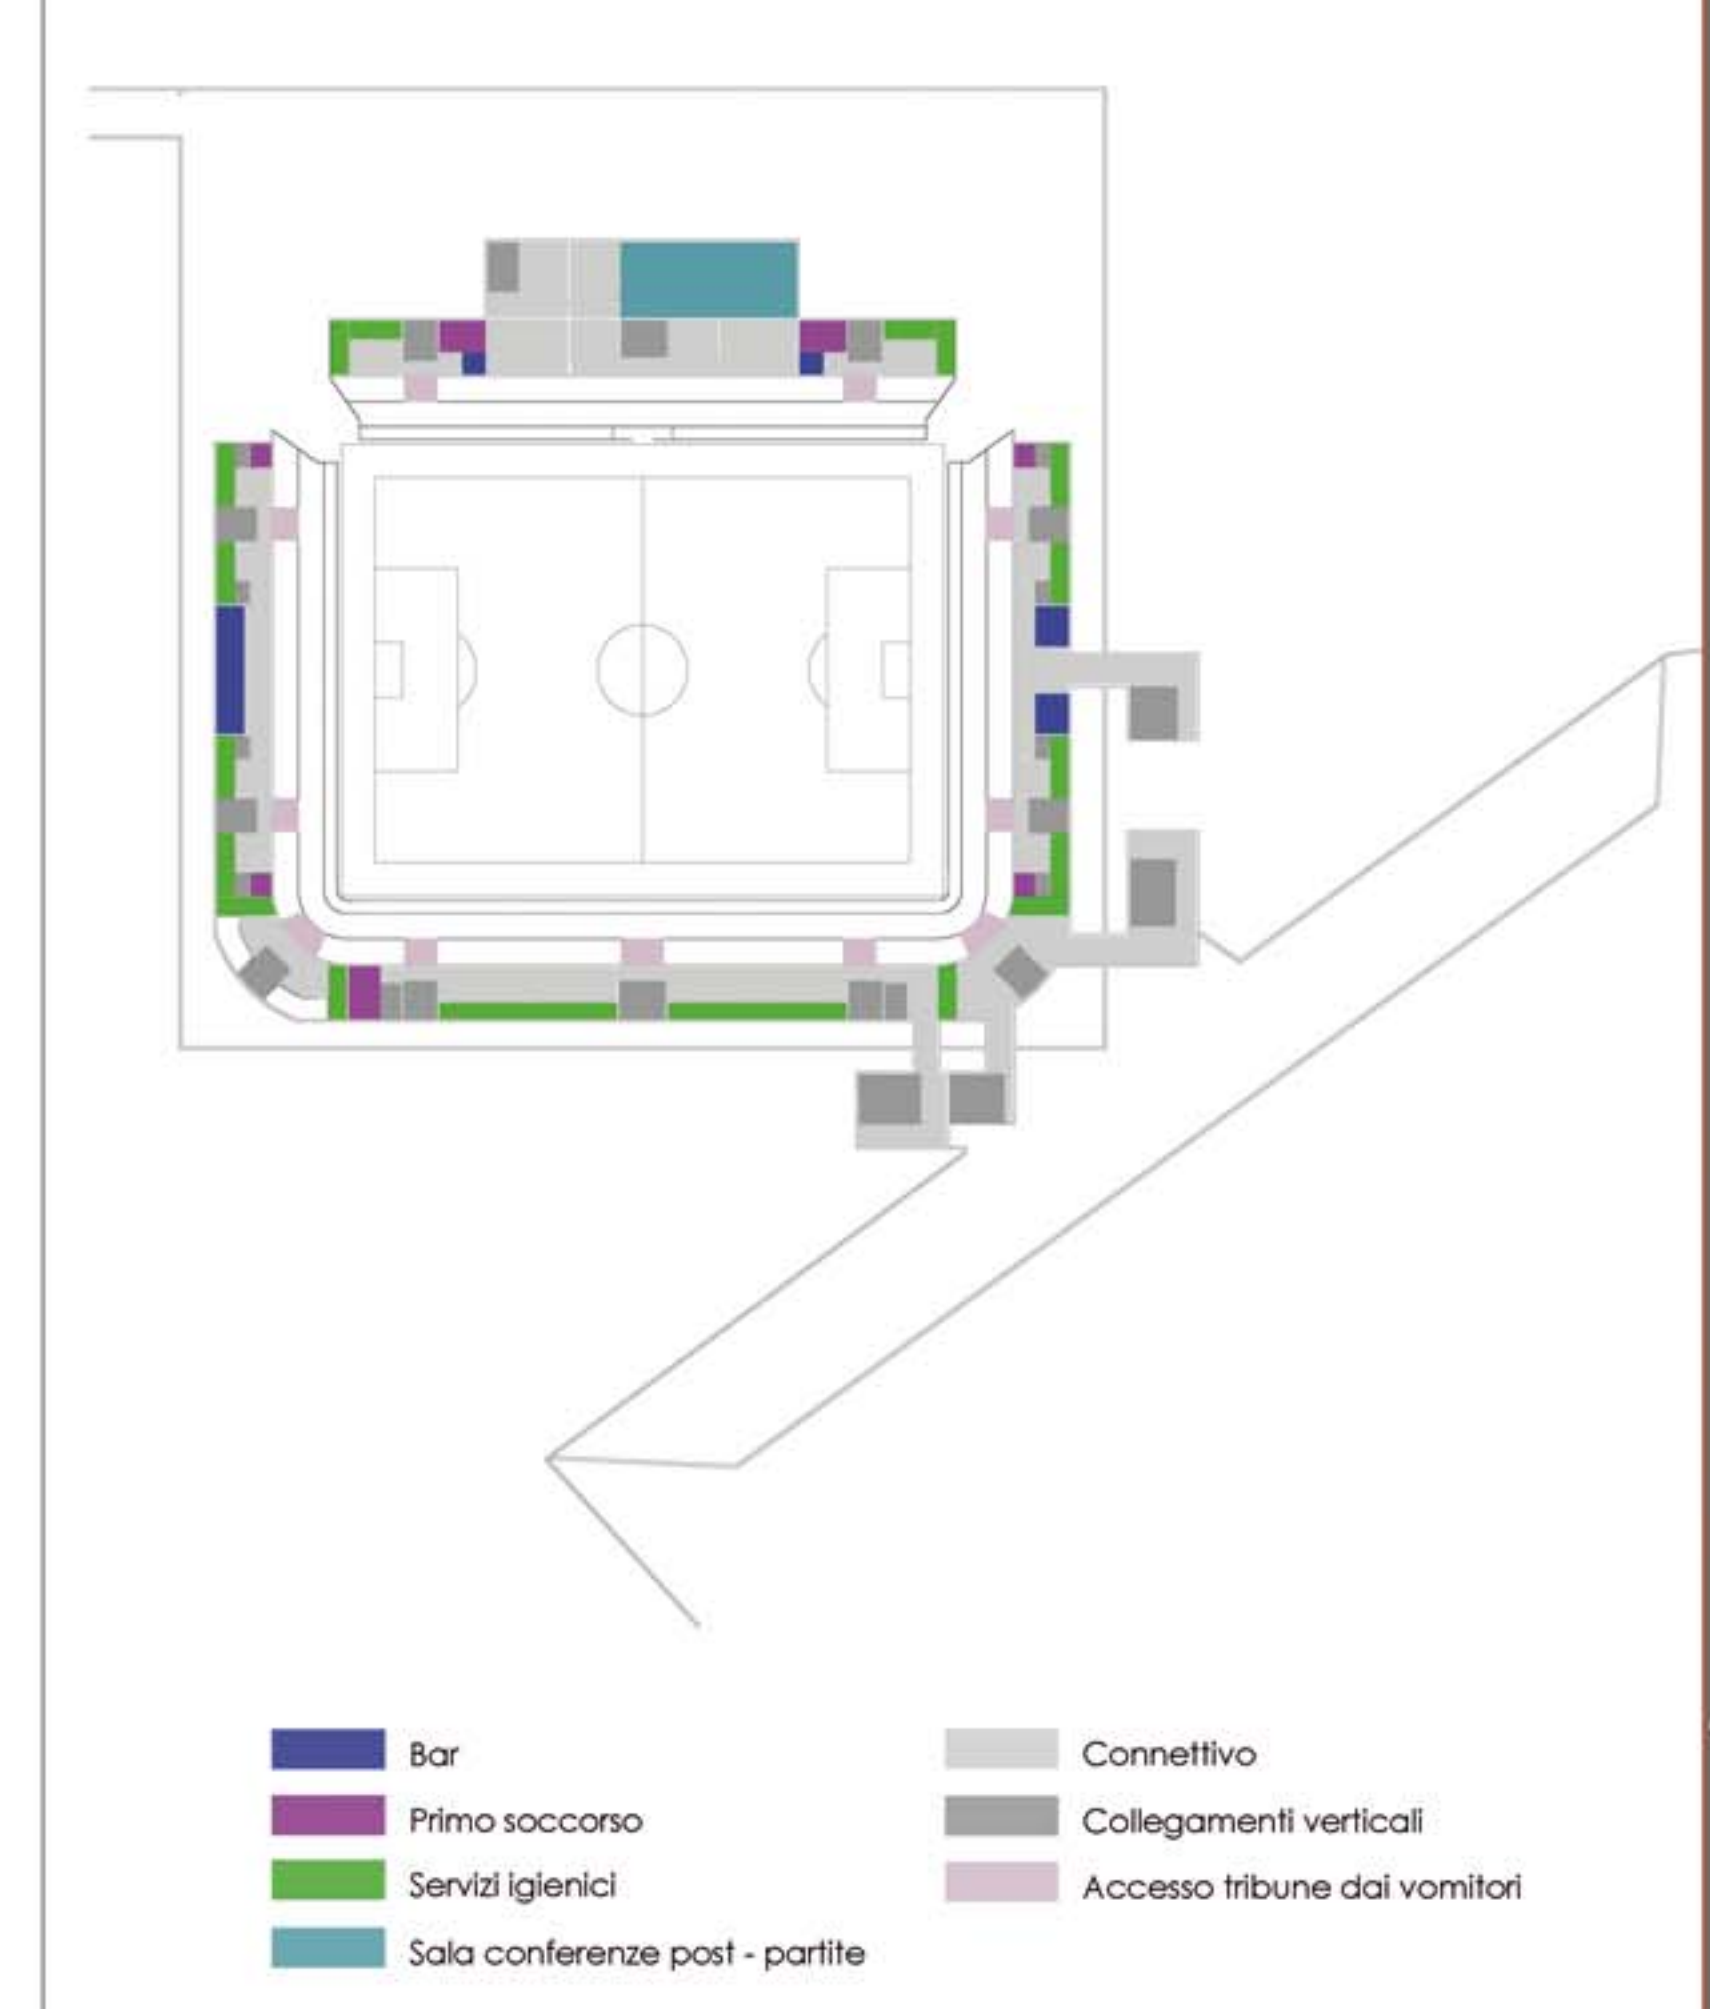 Bar
Primo soccorso
Servizi igienici
Sala conferenze post - partite
Connettivo
Collegamenti verticali
Accesso tribune dai vomitori